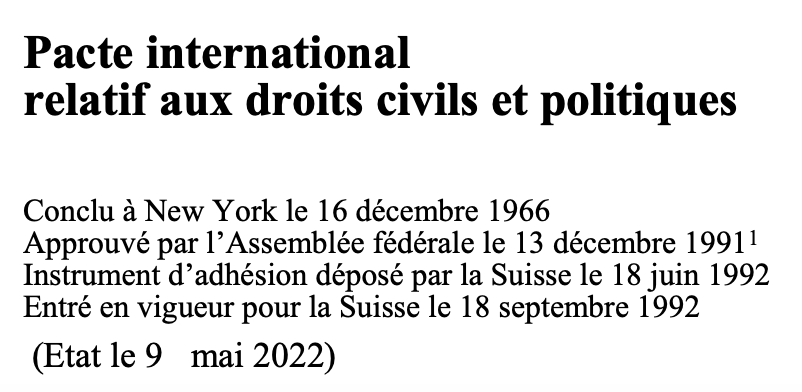 Pacte international
relatif aux droits civils et politiques
Conclu à New York le 16 décembre 1966
Approuvé par l’Assemblée fédérale le 13 décembre 1991¹
Instrument d’adhésion déposé par la Suisse le 18 juin 1992
Entré en vigueur pour la Suisse le 18 septembre 1992
(Etat le 9 mai 2022)